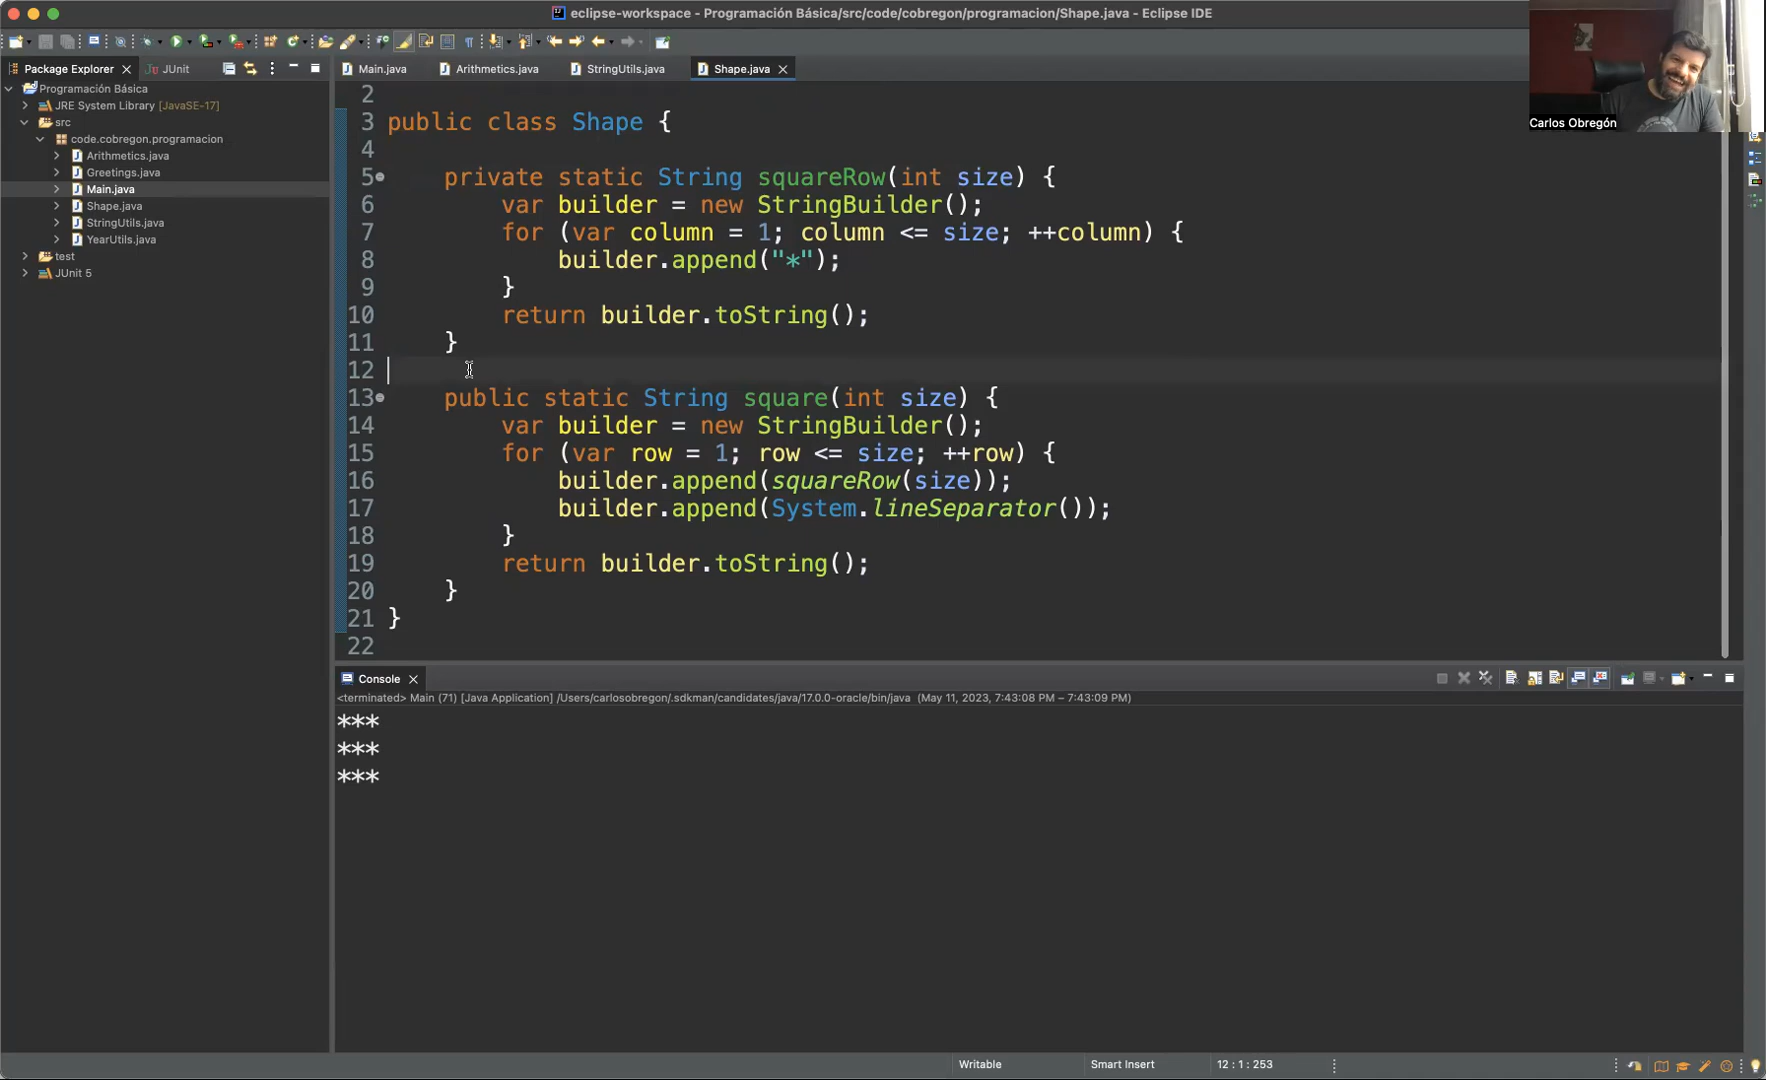 eclipse-workspace - Programación Básica/src/code/cobregon/programacion/Shape.java - Eclipse IDE
Package Explorer
JUnit
Main.java
Arithmetics.java
StringUtils.java
Shape.java
Programación Básica
JRE System Library [JavaSE-17]
src
code.cobregon.programacion
Arithmetics.java
Greetings.java
Main.java
Shape.java
StringUtils.java
YearUtils.java
test
JUnit 5
Carlos Obregón
2
3 public class Shape {
4
5 private static String squareRow(int size) {
6 var builder = new StringBuilder();
7 for (var column = 1; column <= size; ++column) {
8 builder.append("*");
9 }
10 return builder.toString();
11 }
12
13 public static String square(int size) {
14 var builder = new StringBuilder();
15 for (var row = 1; row <= size; ++row) {
16 builder.append(squareRow(size));
17 builder.append(System.lineSeparator());
18 }
19 return builder.toString();
20 }
21 }
22
Console
<terminated> Main (71) [Java Application] /Users/carlosobregon/.sdkman/candidates/java/17.0.0-oracle/bin/java (May 11, 2023, 7:43:08 PM – 7:43:09 PM)
***
***
***
Writable
Smart Insert
12 : 1 : 253